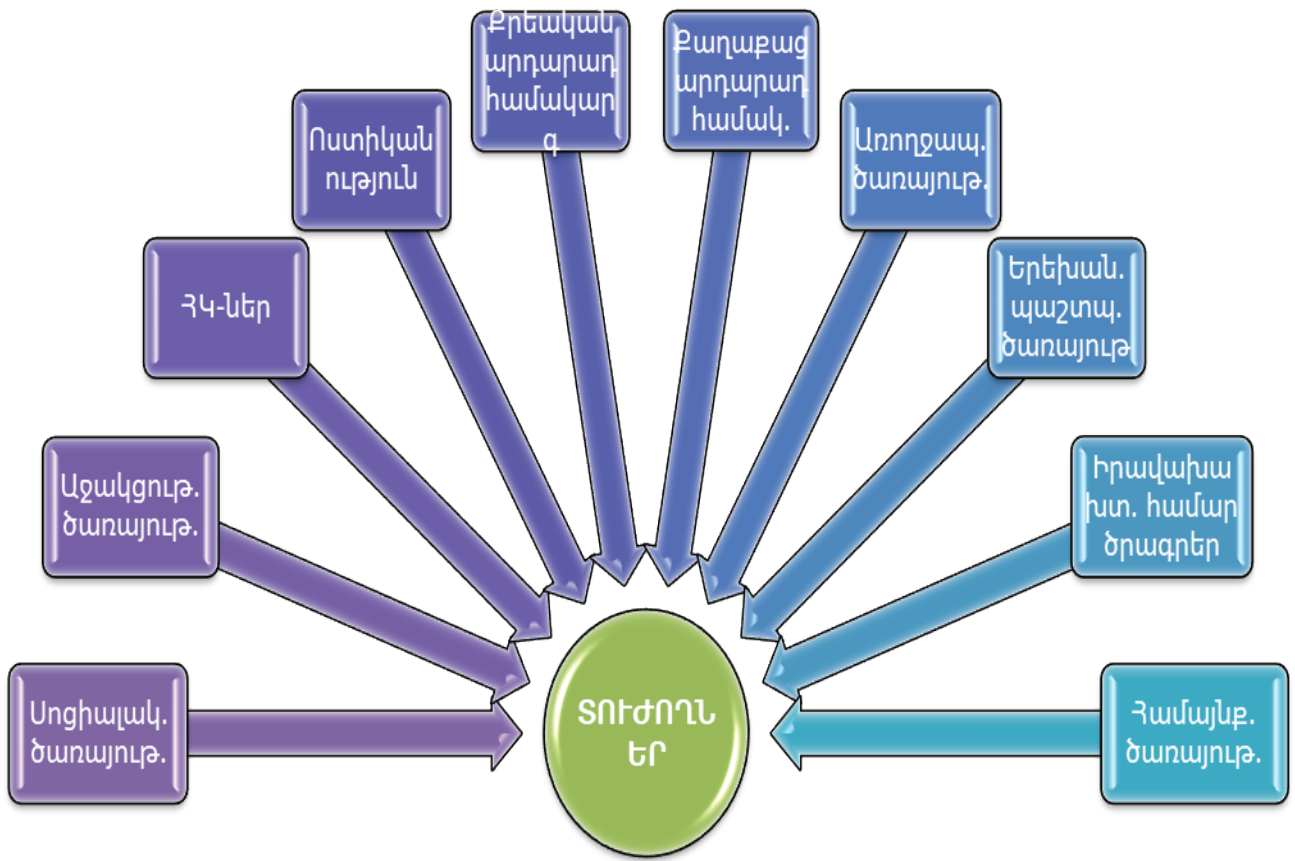 Քրեական
արդարադ
համակար
գ
Քաղաքաց
արդարադ
համակ.
Ոստիկան
ություն
Առողջապ.
ծառայութ.
ՀԿ-ներ
Երեխան.
պաշտպ.
ծառայութ
Աջակցութ.
ծառայութ.
Իրավախա
խտ. համար
ծրագրեր
Սոցիալակ.
ծառայութ.
ՏՈՒԺՈՂՆ
ԵՐ
Համայնք.
ծառայութ.